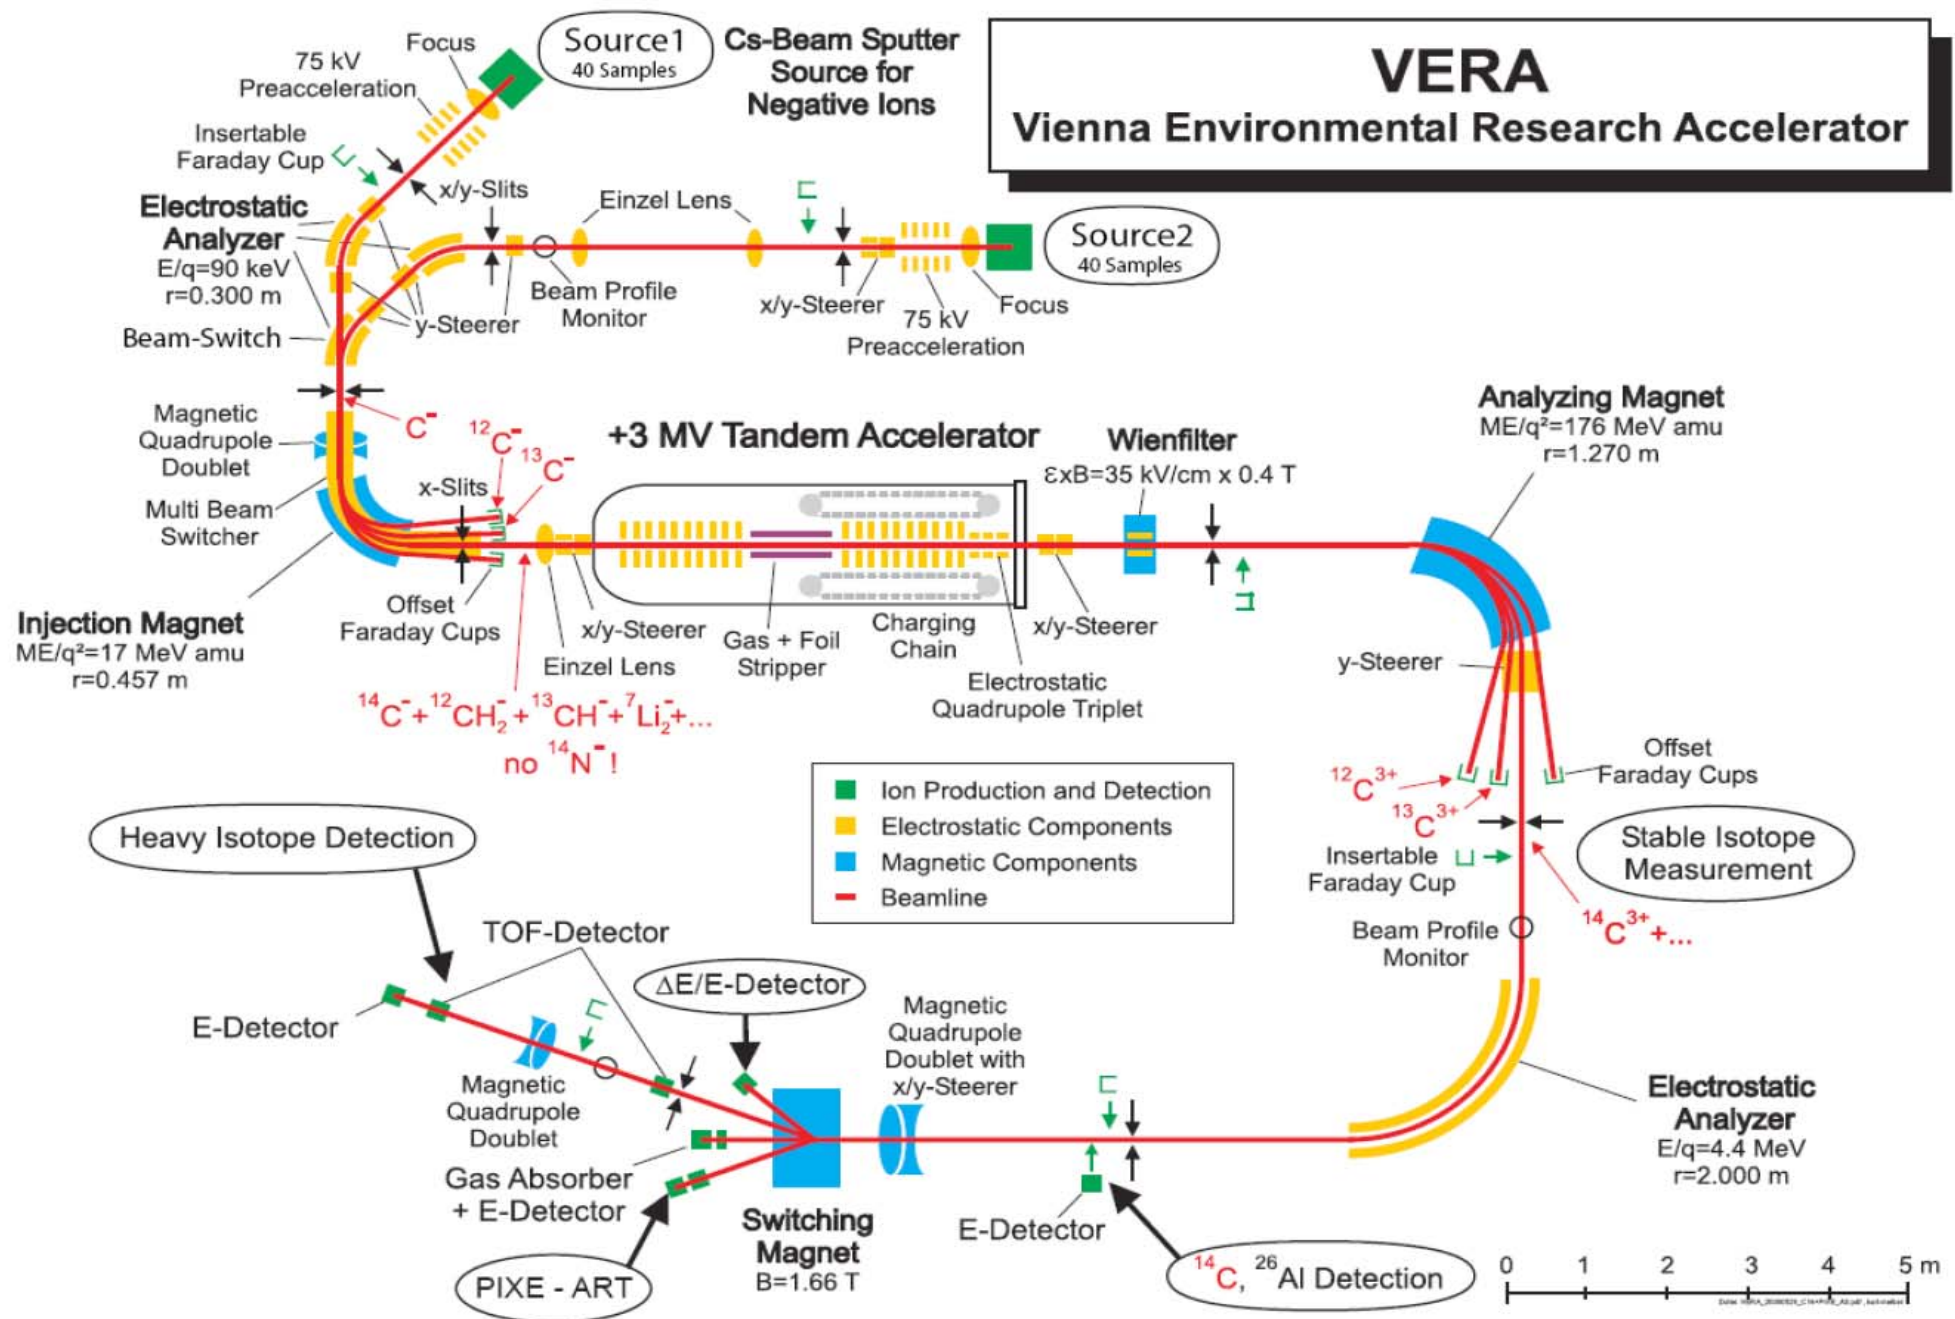 VERA
Vienna Environmental Research Accelerator
Source1
40 Samples
Cs-Beam Sputter
Source for
Negative Ions
Focus
75 kV
Preacceleration
Insertable
Faraday Cup
x/y-Slits
Electrostatic
Analyzer
E/q=90 keV
r=0.300 m
Einzel Lens
Source2
40 Samples
y-Steerer
Beam Profile
Monitor
x/y-Steerer
75 kV
Preacceleration
Focus
Beam-Switch
C⁻
Magnetic
Quadrupole
Doublet
¹²C⁻
¹³C⁻
x-Slits
Multi Beam
Switcher
+3 MV Tandem Accelerator
Wienfilter
ƐxB=35 kV/cm x 0.4 T
Analyzing Magnet
ME/q²=176 MeV amu
r=1.270 m
Injection Magnet
ME/q²=17 MeV amu
r=0.457 m
Offset
Faraday Cups
x/y-Steerer
Einzel Lens
Gas + Foil
Stripper
Charging
Chain
x/y-Steerer
Electrostatic
Quadrupole Triplet
y-Steerer
¹⁴C⁻+¹²CH₂⁻+¹³CH⁻+⁷Li₂⁻+...
no ¹⁴N⁻!
Ion Production and Detection
Electrostatic Components
Magnetic Components
Beamline
¹²C³⁺
¹³C³⁺
Offset
Faraday Cups
Stable Isotope
Measurement
Insertable
Faraday Cup
¹⁴C³⁺+...
Beam Profile
Monitor
Heavy Isotope Detection
TOF-Detector
ΔE/E-Detector
E-Detector
Magnetic
Quadrupole
Doublet with
x/y-Steerer
Magnetic
Quadrupole
Doublet
Electrostatic
Analyzer
E/q=4.4 MeV
r=2.000 m
Gas Absorber
+ E-Detector
Switching
Magnet
B=1.66 T
E-Detector
PIXE - ART
¹⁴C, ²⁶Al Detection
0 1 2 3 4 5 m